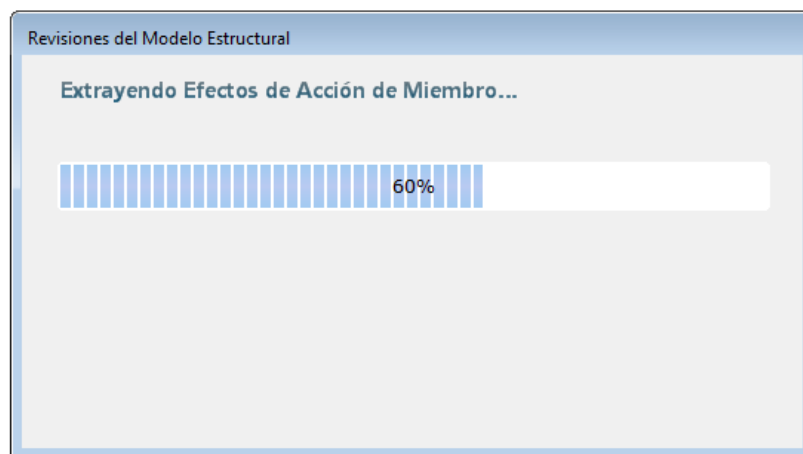 Revisiones del Modelo Estructural
Extrayendo Efectos de Acción de Miembro...
60%